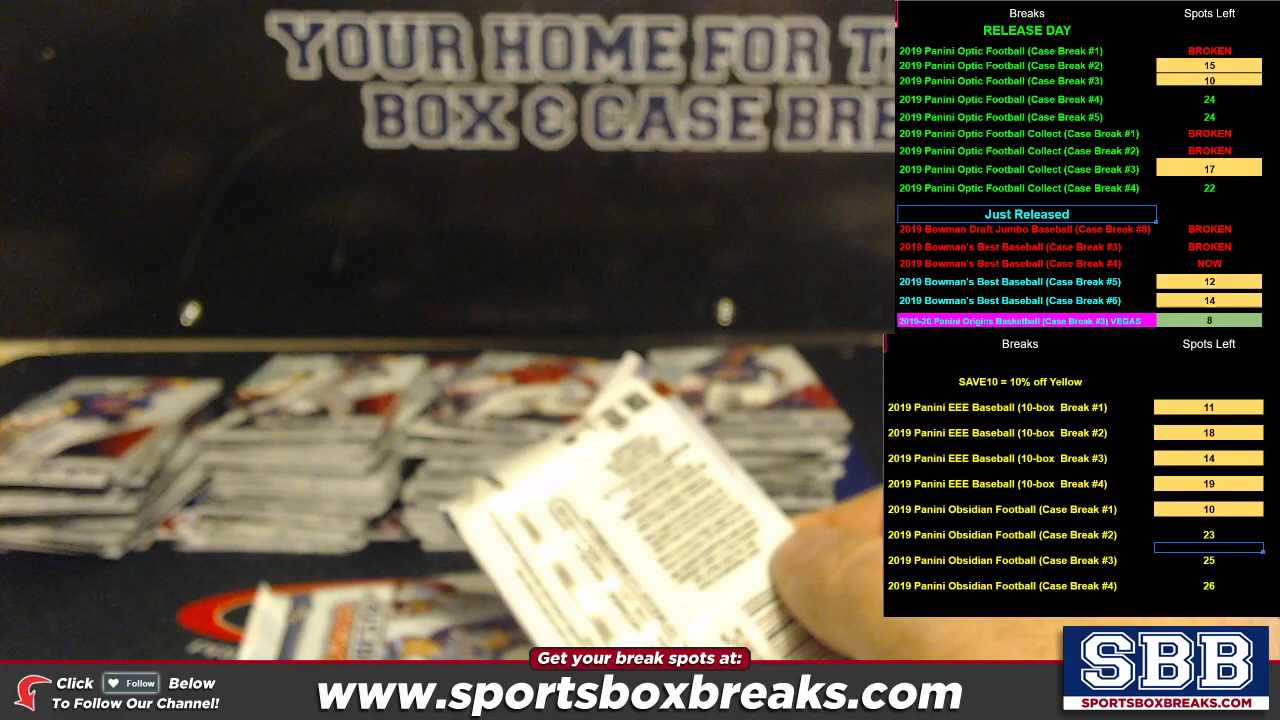 YOUR HOME FOR T
BOX & CASE BRE
Breaks Spots Left
RELEASE DAY
2019 Panini Optic Football (Case Break #1) BROKEN
2019 Panini Optic Football (Case Break #2) 15
2019 Panini Optic Football (Case Break #3) 10
2019 Panini Optic Football (Case Break #4) 24
2019 Panini Optic Football (Case Break #5) 24
2019 Panini Optic Football Collect (Case Break #1) BROKEN
2019 Panini Optic Football Collect (Case Break #2) BROKEN
2019 Panini Optic Football Collect (Case Break #3) 17
2019 Panini Optic Football Collect (Case Break #4) 22
Just Released
2019 Bowman Draft Jumbo Baseball (Case Break #8) BROKEN
2019 Bowman's Best Baseball (Case Break #3) BROKEN
2019 Bowman's Best Baseball (Case Break #4) NOW
2019 Bowman's Best Baseball (Case Break #5) 12
2019 Bowman's Best Baseball (Case Break #6) 14
2019-20 Panini Origins Basketball (Case Break #3) VEGAS 8
Breaks Spots Left
SAVE10 = 10% off Yellow
2019 Panini EEE Baseball (10-box Break #1) 11
2019 Panini EEE Baseball (10-box Break #2) 18
2019 Panini EEE Baseball (10-box Break #3) 14
2019 Panini EEE Baseball (10-box Break #4) 19
2019 Panini Obsidian Football (Case Break #1) 10
2019 Panini Obsidian Football (Case Break #2) 23
2019 Panini Obsidian Football (Case Break #3) 25
2019 Panini Obsidian Football (Case Break #4) 26
Get your break spots at:
Click Follow Below
To Follow Our Channel!
www.sportsboxbreaks.com
SBB
SPORTSBOXBREAKS.COM